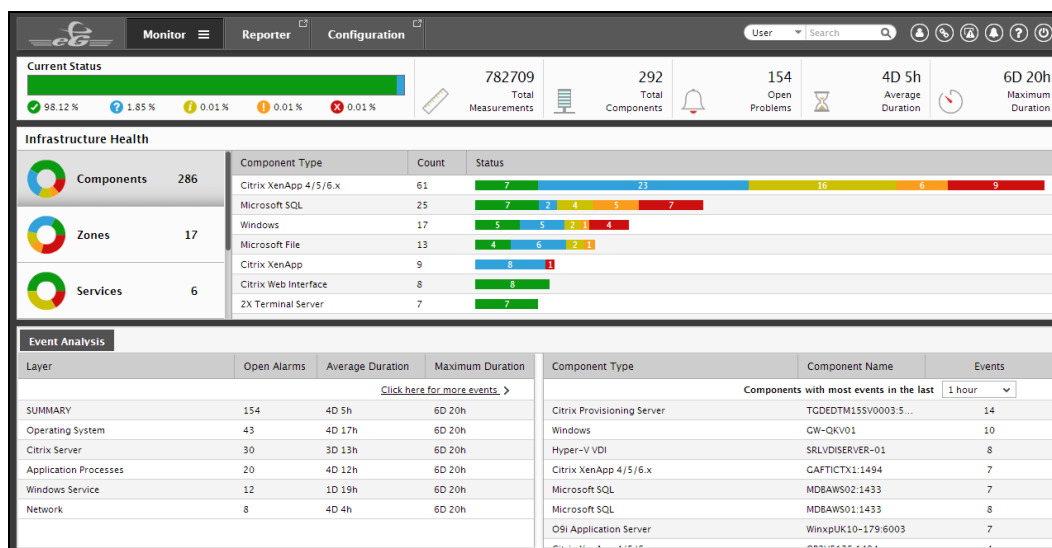 eG
Monitor
Reporter
Configuration
User
Search
Current Status
98.12 %
1.85 %
0.01 %
0.01 %
0.01 %
782709
Total
Measurements
292
Total
Components
154
Open
Problems
4D 5h
Average
Duration
6D 20h
Maximum
Duration
Infrastructure Health
Components 286
Zones 17
Services 6
Component Type Count Status
Citrix XenApp 4/5/6.x 61 7 23 16 6 9
Microsoft SQL 25 7 2 4 5 7
Windows 17 5 5 2 1 4
Microsoft File 13 4 6 2 1
Citrix XenApp 9 8 1
Citrix Web Interface 8 8
2X Terminal Server 7 7
Event Analysis
Layer Open Alarms Average Duration Maximum Duration
Click here for more events
SUMMARY 154 4D 5h 6D 20h
Operating System 43 4D 17h 6D 20h
Citrix Server 30 3D 13h 6D 20h
Application Processes 20 4D 12h 6D 20h
Windows Service 12 1D 19h 6D 20h
Network 8 4D 4h 6D 20h
Component Type Component Name Events
Components with most events in the last 1 hour
Citrix Provisioning Server TGDEDTM15SV0003:5... 14
Windows GW-QKV01 10
Hyper-V VDI SRLVDISERVER-01 8
Citrix XenApp 4/5/6.x GAFTICTX1:1494 7
Microsoft SQL MDBAWS02:1433 7
Microsoft SQL MDBAWS01:1433 8
O9i Application Server WinxpUK10-179:6003 7